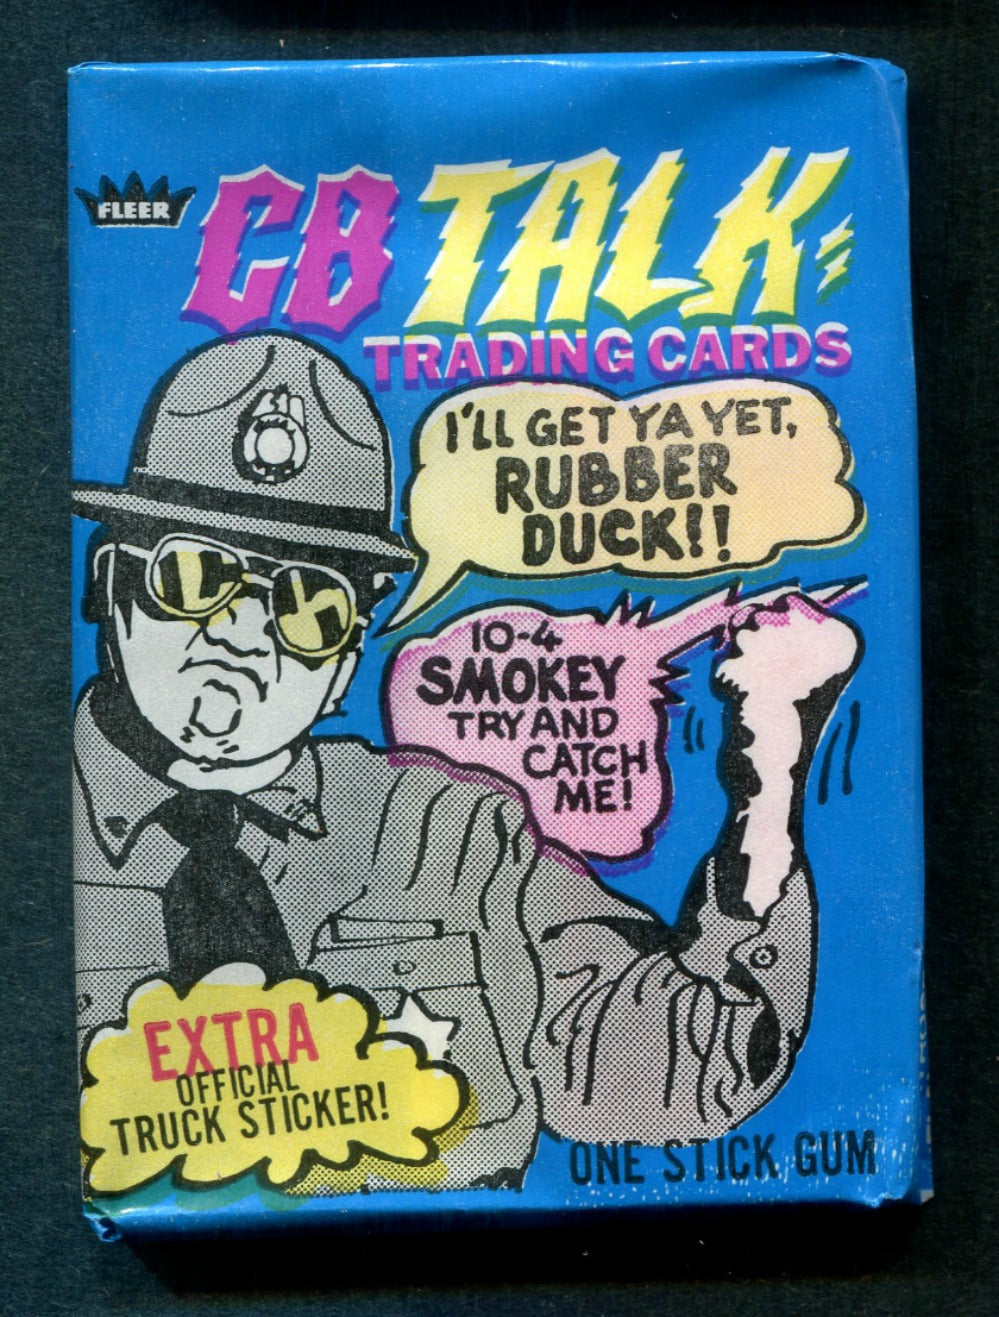 FLEER
CB TALK
TRADING CARDS
I'LL GET YA YET,
RUBBER
DUCK!!
10-4
SMOKEY
TRY AND
CATCH
ME!
EXTRA
OFFICIAL
TRUCK STICKER!
ONE STICK GUM